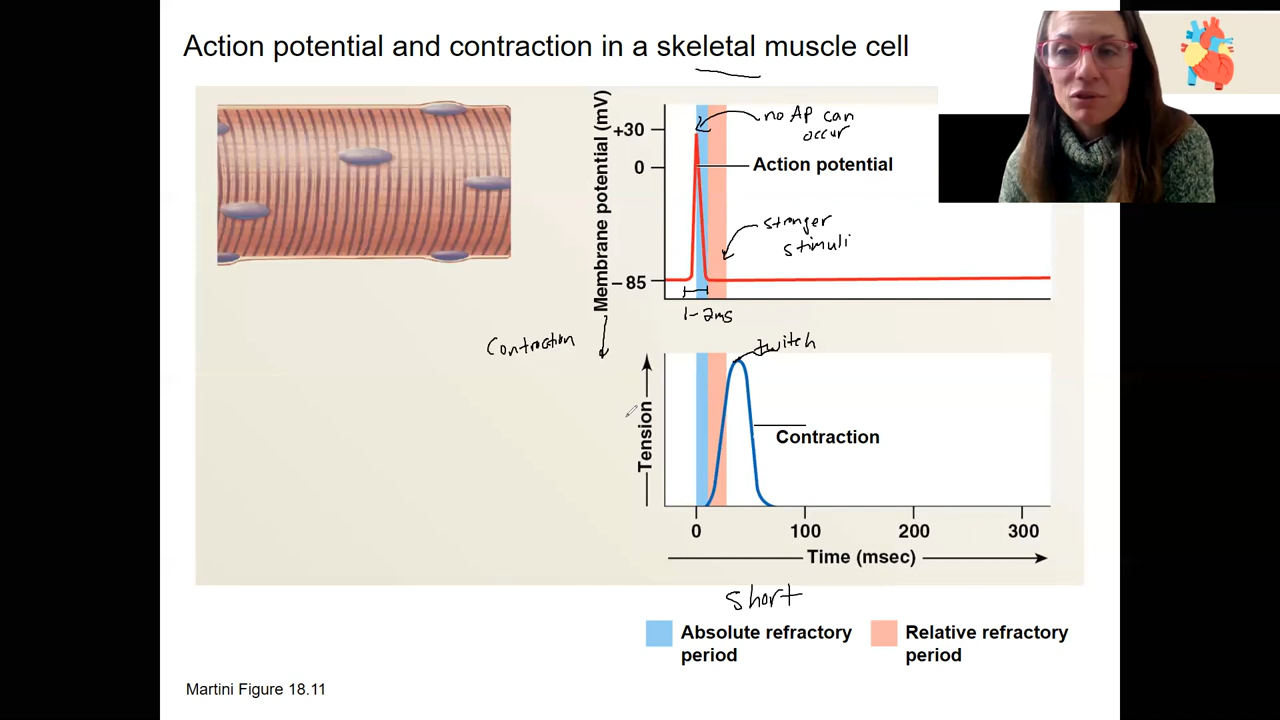 Action potential and contraction in a skeletal muscle cell
Membrane potential (mV)
+30
0
−85
no AP can
occur
Action potential
stronger
stimuli
1-2ms
Contraction
twitch
Tension
Contraction
0 100 200 300
Time (msec)
short
Absolute refractory
period
Relative refractory
period
Martini Figure 18.11